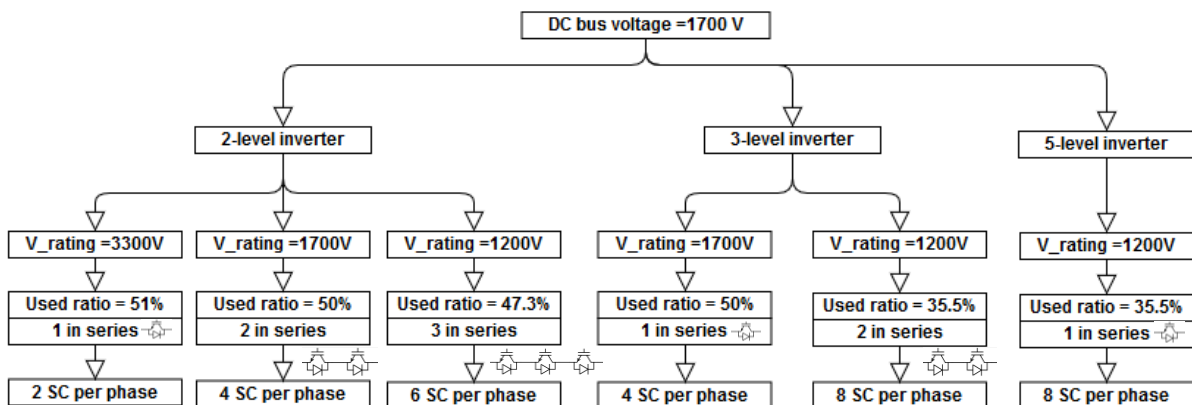 DC bus voltage =1700 V
2-level inverter
3-level inverter
5-level inverter
V_rating =3300V
V_rating =1700V
V_rating =1200V
V_rating =1700V
V_rating =1200V
V_rating =1200V
Used ratio = 51%
Used ratio = 50%
Used ratio = 47.3%
Used ratio = 50%
Used ratio = 35.5%
Used ratio = 35.5%
1 in series
2 in series
3 in series
1 in series
2 in series
1 in series
2 SC per phase
4 SC per phase
6 SC per phase
4 SC per phase
8 SC per phase
8 SC per phase